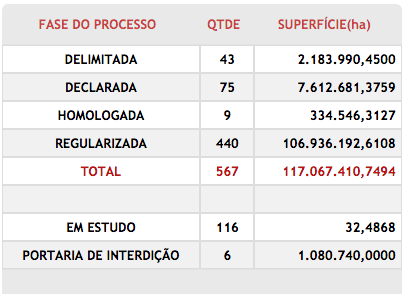 FASE DO PROCESSO QTDE SUPERFÍCIE(ha)
DELIMITADA 43 2.183.990,4500
DECLARADA 75 7.612.681,3759
HOMOLOGADA 9 334.546,3127
REGULARIZADA 440 106.936.192,6108
TOTAL 567 117.067.410,7494
EM ESTUDO 116 32,4868
PORTARIA DE INTERDIÇÃO 6 1.080.740,0000